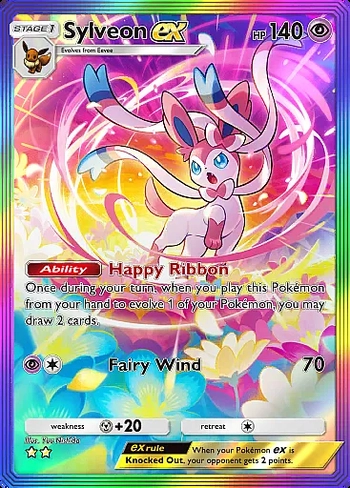 STAGE 1 Sylveon ex HP 140
Evolves from Eevee
Ability Happy Ribbon
Once during your turn, when you play this Pokémon
from your hand to evolve 1 of your Pokémon, you may
draw 2 cards.
Fairy Wind 70
weakness +20 retreat
Illus.
ex rule When your Pokémon ex is
Knocked Out, your opponent gets 2 points.